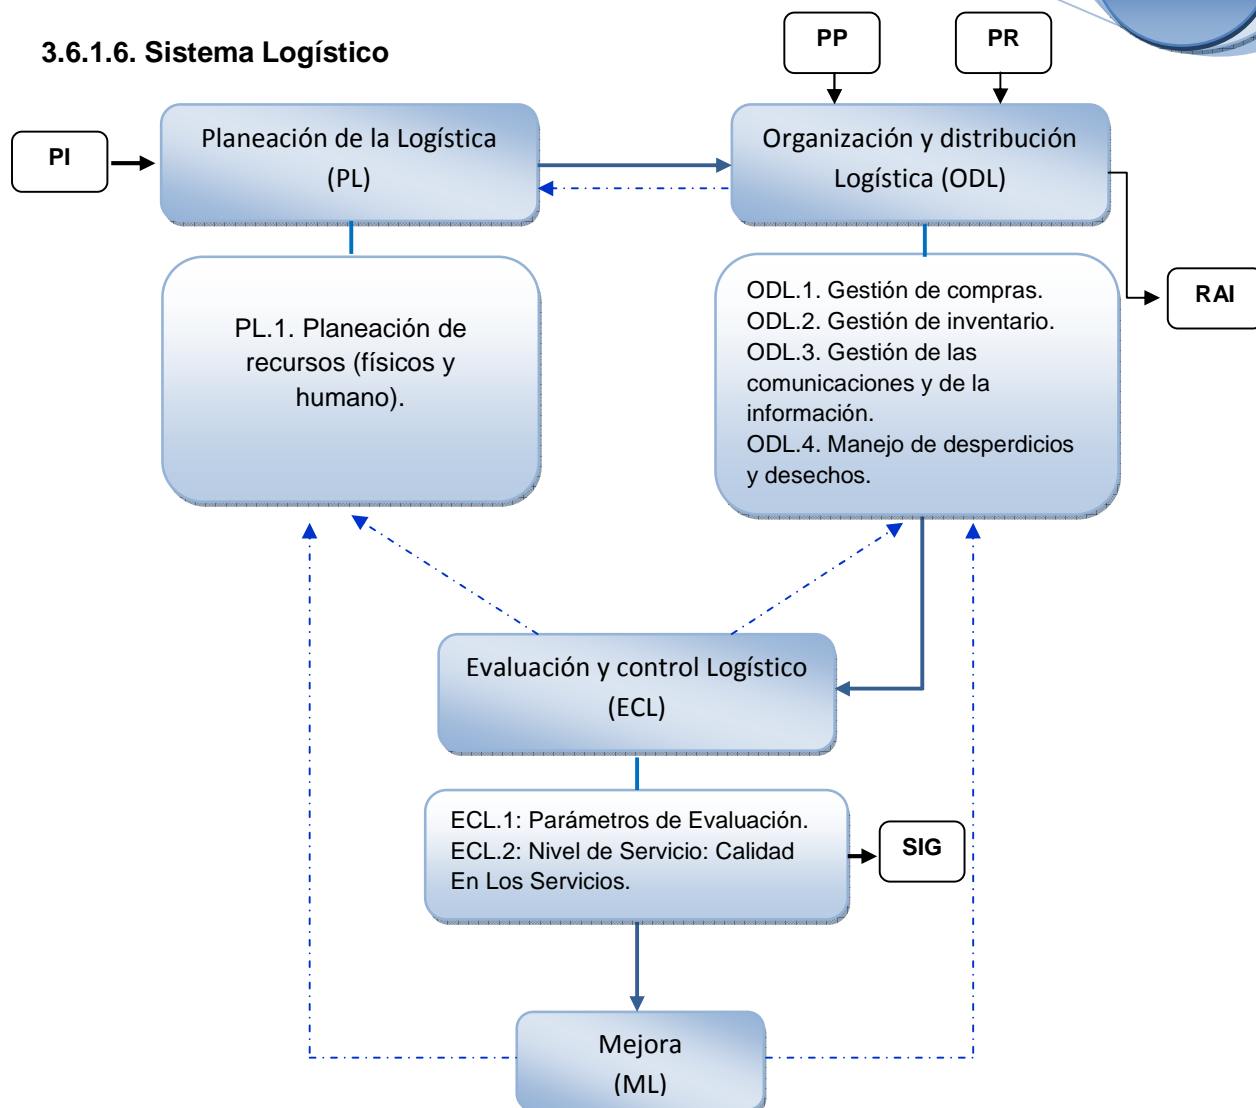 3.6.1.6. Sistema Logístico
PP
PR
PI
Planeación de la Logística
(PL)
Organización y distribución
Logística (ODL)
PL.1. Planeación de
recursos (físicos y
humano).
ODL.1. Gestión de compras.
ODL.2. Gestión de inventario.
ODL.3. Gestión de las
comunicaciones y de la
información.
ODL.4. Manejo de desperdicios
y desechos.
RAI
Evaluación y control Logístico
(ECL)
ECL.1: Parámetros de Evaluación.
ECL.2: Nivel de Servicio: Calidad
En Los Servicios.
SIG
Mejora
(ML)